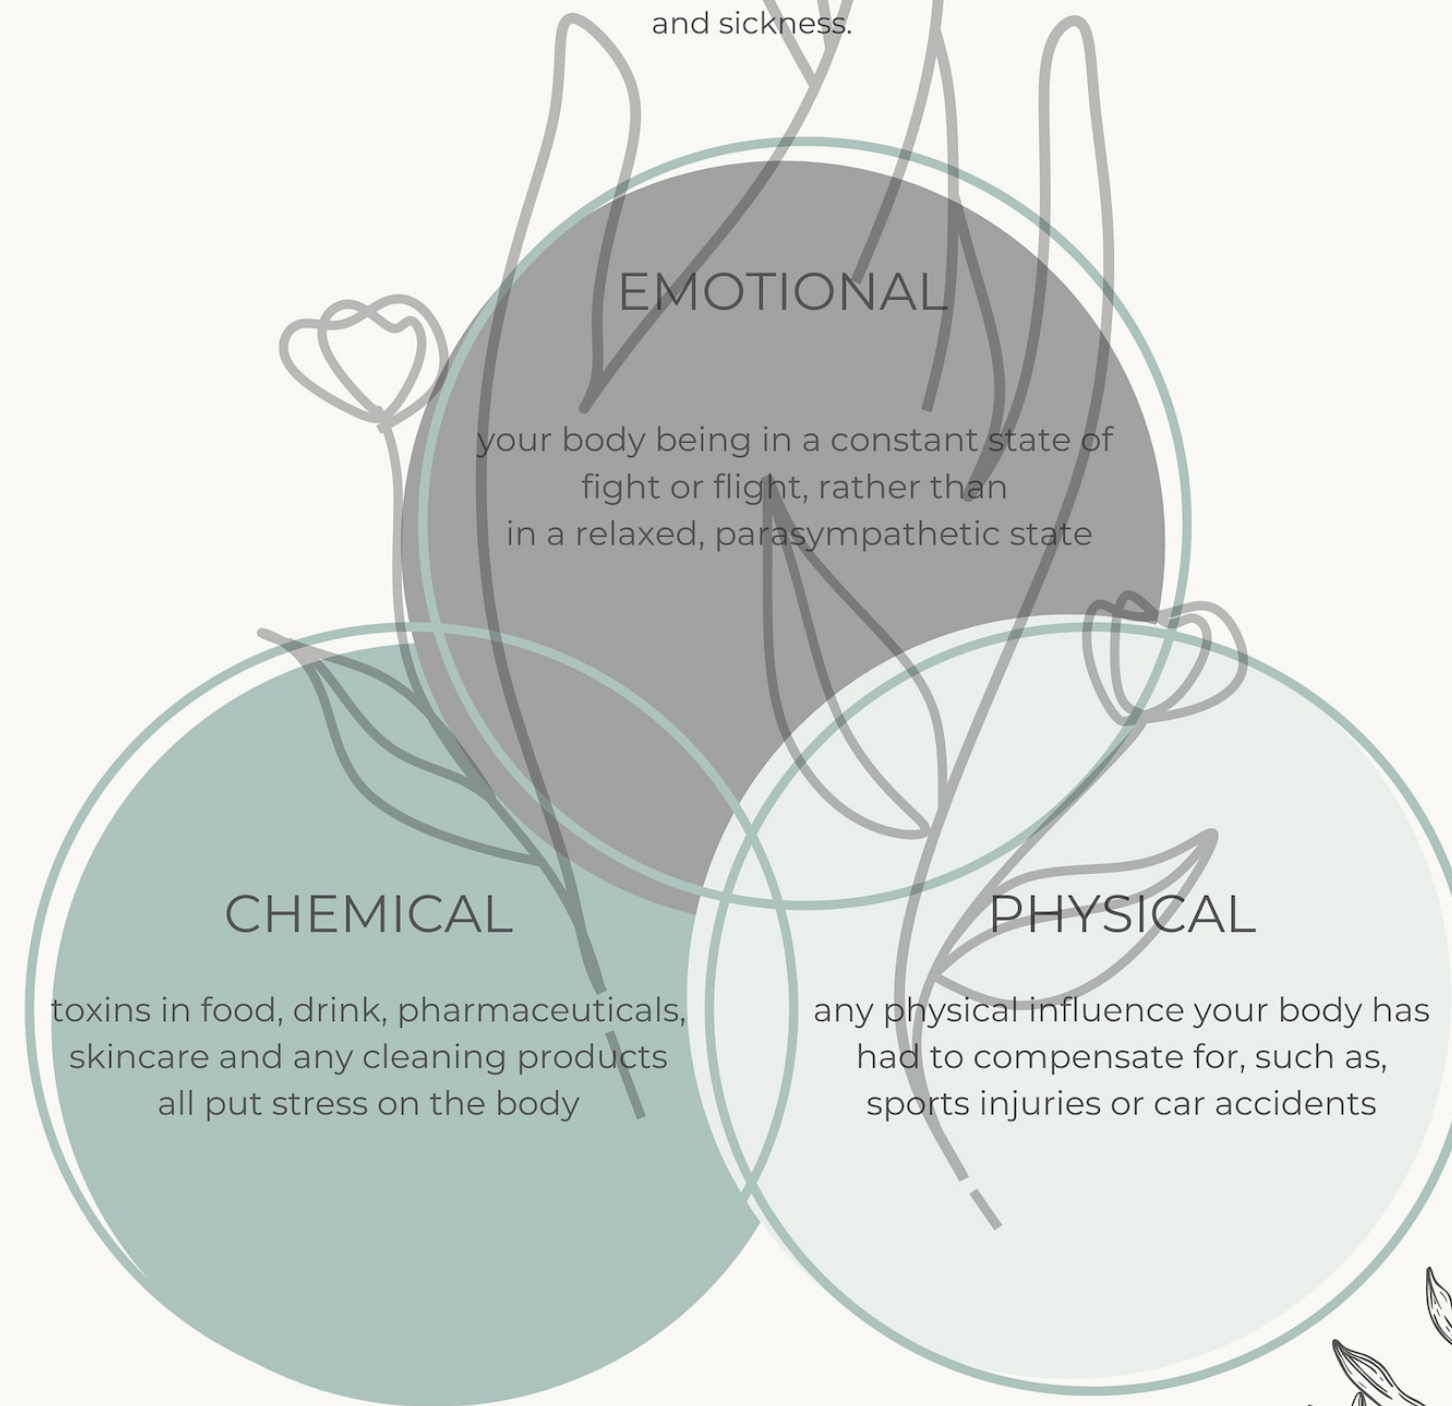 and sickness.
EMOTIONAL
your body being in a constant state of
fight or flight, rather than
in a relaxed, parasympathetic state
CHEMICAL
toxins in food, drink, pharmaceuticals,
skincare and any cleaning products
all put stress on the body
PHYSICAL
any physical influence your body has
had to compensate for, such as,
sports injuries or car accidents